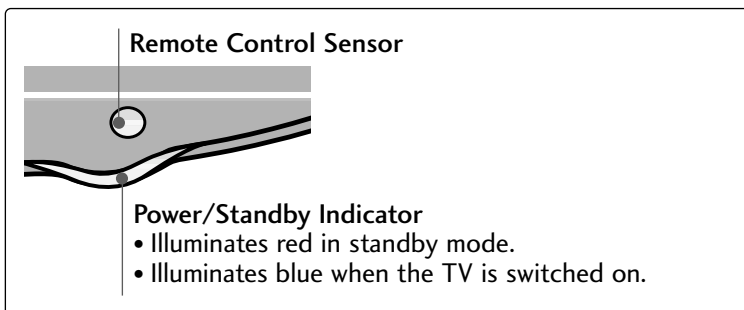 Remote Control Sensor
Power/Standby Indicator
• Illuminates red in standby mode.
• Illuminates blue when the TV is switched on.